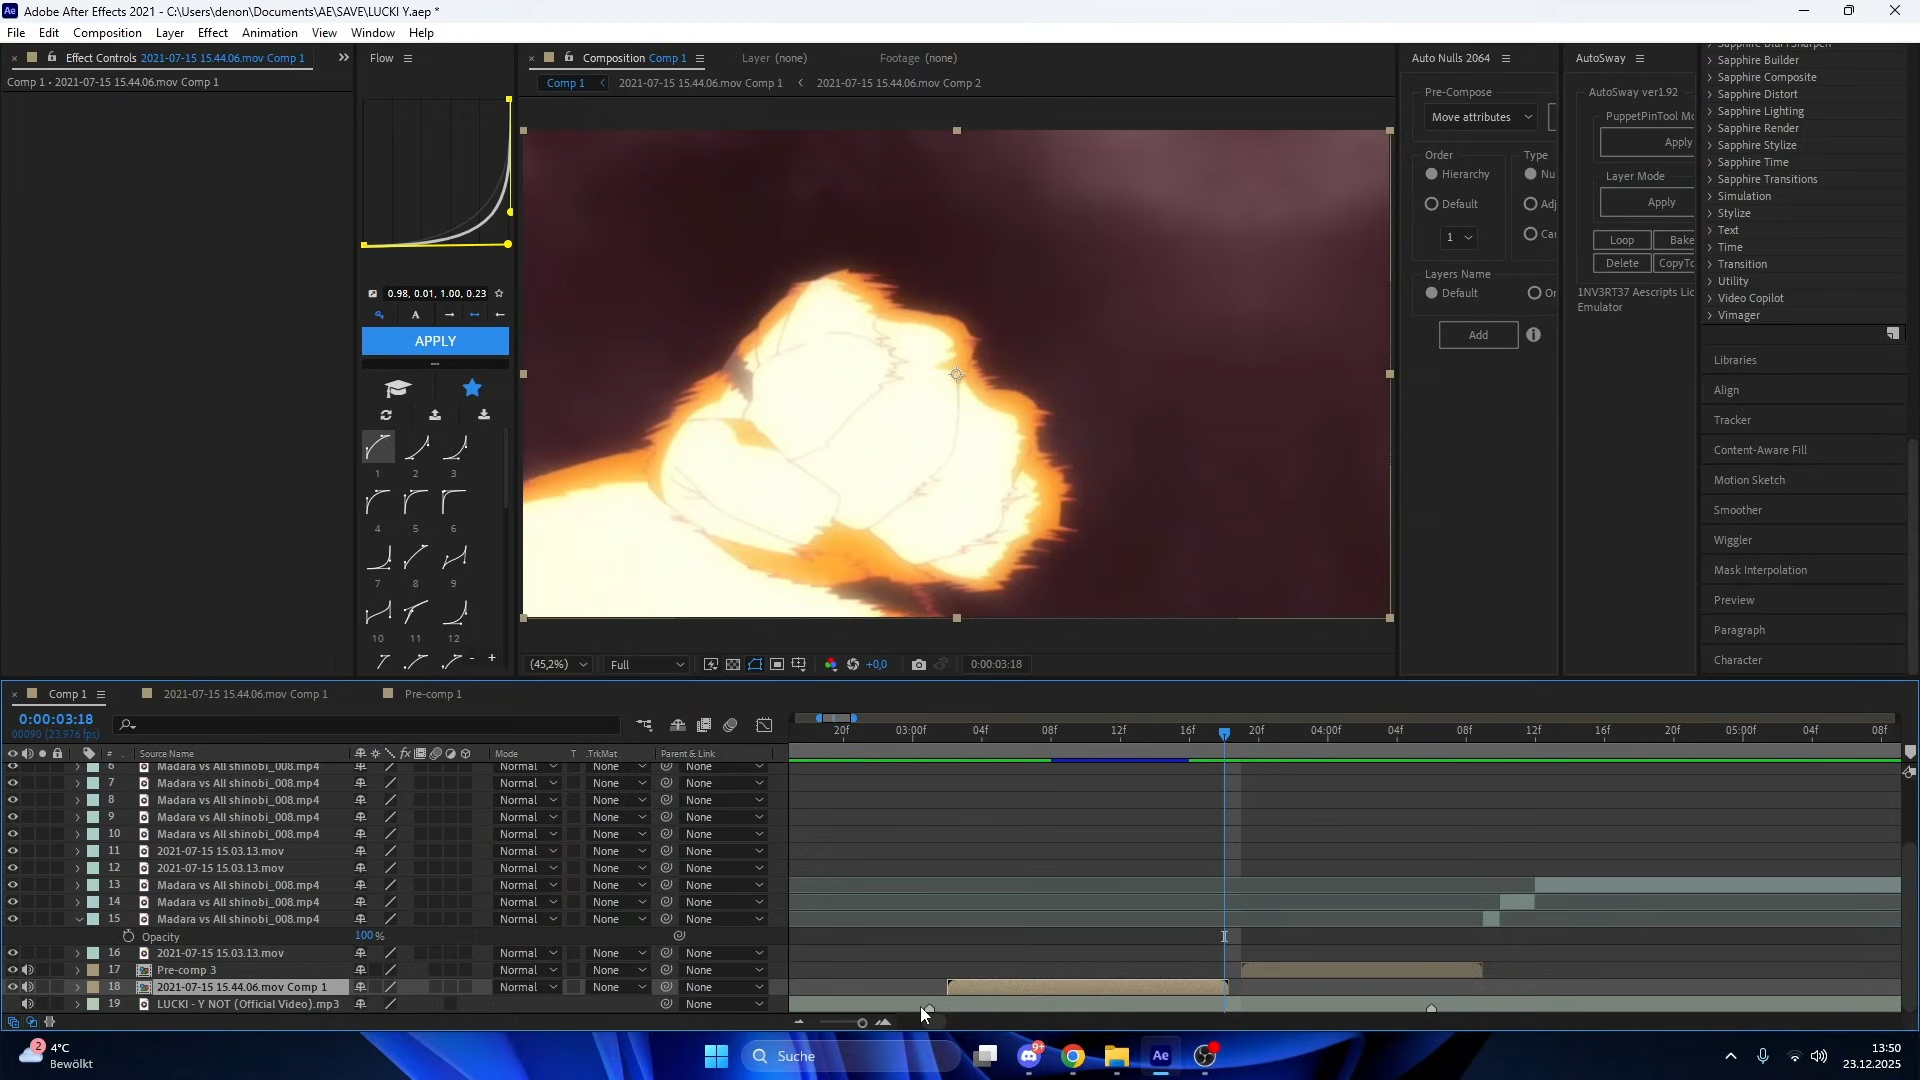 Adobe After Effects 2021 - C:\Users\denon\Documents\AE\SAVE\LUCKI Y.aep *
File Edit Composition Layer Effect Animation View Window Help
Effect Controls 2021-07-15 15.44.06.mov Comp 1
Comp 1 • 2021-07-15 15.44.06.mov Comp 1
Flow
0.98, 0.01, 1.00, 0.23
A
APPLY
1 2 3
4 5 6
7 8 9
10 11 12
Composition Comp 1
Layer (none)
Footage (none)
Comp 1 2021-07-15 15.44.06.mov Comp 1 2021-07-15 15.44.06.mov Comp 2
(45,2%) Full +0,0 0:00:03:18
Auto Nulls 2064
Pre-Compose
Move attributes
Order Type
Hierarchy Nu
Default Adj
1 Ca
Layers Name
Default Or
Add
AutoSway
AutoSway ver1.92
PuppetPinTool Mo
Apply
Layer Mode
Apply
Loop Bake
Delete CopyTo
1NV3RT37 Aescripts Lic
Emulator
Sapphire Blur+Sharpen
Sapphire Builder
Sapphire Composite
Sapphire Distort
Sapphire Lighting
Sapphire Render
Sapphire Stylize
Sapphire Time
Sapphire Transitions
Simulation
Stylize
Text
Time
Transition
Utility
Video Copilot
Vimager
Libraries
Align
Tracker
Content-Aware Fill
Motion Sketch
Smoother
Wiggler
Mask Interpolation
Preview
Paragraph
Character
Comp 1 2021-07-15 15.44.06.mov Comp 1 Pre-comp 1
0:00:03:18
00090 (23.976 fps)
20f 03:00f 04f 08f 12f 16f 20f 04:00f 04f 08f 12f 16f 20f 05:00f 04f 08f
# Source Name fx Mode T .TrkMat Parent & Link
6 Madara vs All shinobi_008.mp4 Normal None None
7 Madara vs All shinobi_008.mp4 Normal None None
8 Madara vs All shinobi_008.mp4 Normal None None
9 Madara vs All shinobi_008.mp4 Normal None None
10 Madara vs All shinobi_008.mp4 Normal None None
11 2021-07-15 15.03.13.mov Normal None None
12 2021-07-15 15.03.13.mov Normal None None
13 Madara vs All shinobi_008.mp4 Normal None None
14 Madara vs All shinobi_008.mp4 Normal None None
15 Madara vs All shinobi_008.mp4 Normal None None
Opacity 100 %
16 2021-07-15 15.03.13.mov Normal None None
17 Pre-comp 3 Normal None None
18 2021-07-15 15.44.06.mov Comp 1 Normal None None
19 LUCKI - Y NOT (Official Video).mp3 None
2
4°C
Bewölkt
Suche
9+
Ae
13:50
23.12.2025